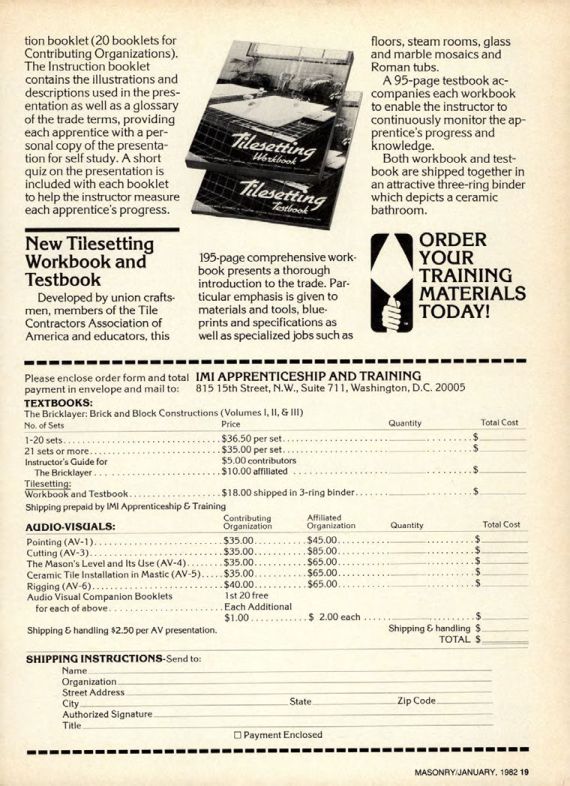 tion booklet (20 booklets for
Contributing Organizations).
The Instruction booklet
contains the illustrations and
descriptions used in the pres-
entation as well as a glossary
of the trade terms, providing
each apprentice with a per-
sonal copy of the presenta-
tion for self study. A short
quiz on the presentation is
included with each booklet
to help the instructor measure
each apprentice's progress.
New Tilesetting
Workbook and
Testbook
Developed by union crafts-
men, members of the Tile
Contractors Association of
America and educators, this
Tilesetting
Workbook
Tilesetting
Testbook
195-page comprehensive work-
book presents a thorough
introduction to the trade. Par-
ticular emphasis is given to
materials and tools, blue-
prints and specifications as
well as specialized jobs such as
floors, steam rooms, glass
and marble mosaics and
Roman tubs.
A 95-page testbook ac-
companies each workbook
to enable the instructor to
continuously monitor the ap-
prentice's progress and
knowledge.
Both workbook and test-
book are shipped together in
an attractive three-ring binder
which depicts a ceramic
bathroom.
ORDER
YOUR
TRAINING
MATERIALS
TODAY!
Please enclose order form and total IMI APPRENTICESHIP AND TRAINING
payment in envelope and mail to: 815 15th Street, N.W., Suite 711, Washington, D.C. 20005
TEXTBOOKS:
The Bricklayer: Brick and Block Constructions (Volumes I, II, & III)
No. of Sets Price Quantity Total Cost
1-20 sets $36.50 per set $
21 sets or more $35.00 per set $
Instructor's Guide for $5.00 contributors
The Bricklayer $10.00 affiliated $
Tilesetting:
Workbook and Testbook $18.00 shipped in 3-ring binder $
Shipping prepaid by IMI Apprenticeship & Training
Contributing Affiliated
AUDIO-VISUALS: Organization Organization Quantity Total Cost
Pointing (AV-1) $35.00 $45.00 $
Cutting (AV-3) $35.00 $85.00 $
The Mason's Level and Its Use (AV-4) $35.00 $65.00 $
Ceramic Tile Installation in Mastic (AV-5) $35.00 $65.00 $
Rigging (AV-6) $40.00 $65.00 $
Audio Visual Companion Booklets 1st 20 free
for each of above Each Additional
$1.00 $ 2.00 each $
Shipping & handling $2.50 per AV presentation. Shipping & handling $
TOTAL $
SHIPPING INSTRUCTIONS-Send to:
Name
Organization
Street Address
City State Zip Code
Authorized Signature
Title
☐ Payment Enclosed
MASONRY/JANUARY, 1982 19